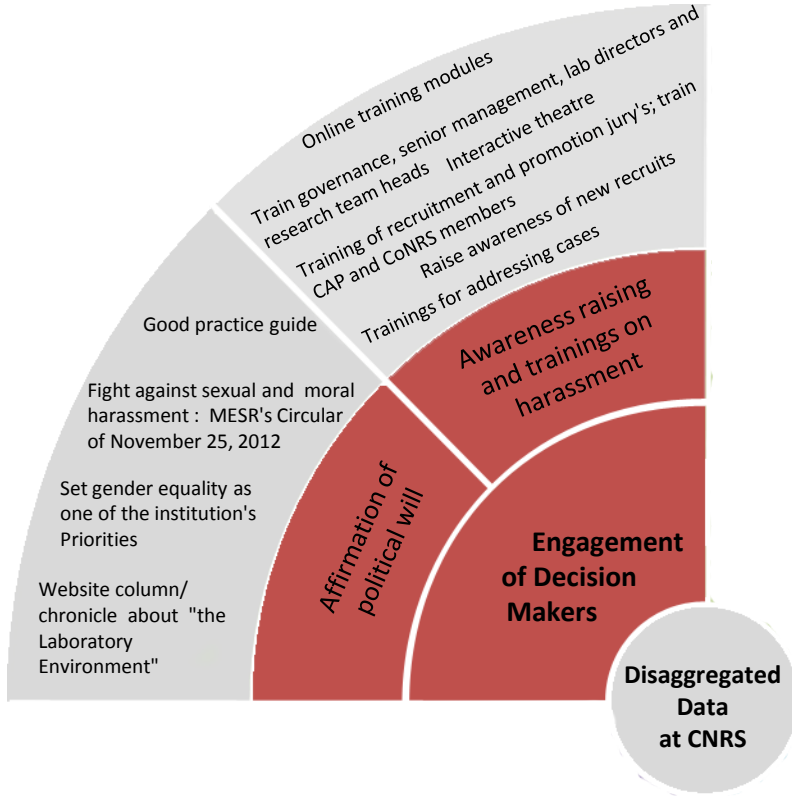 Online training modules
Train governance, senior management, lab directors and
research team heads Interactive theatre
Training of recruitment and promotion jury's; train
CAP and CoNRS members
Raise awareness of new recruits
Trainings for addressing cases
Awareness raising
and trainings on
harassment
Good practice guide
Fight against sexual and moral
harassment : MESR's Circular
of November 25, 2012
Set gender equality as
one of the institution's
Priorities
Website column/
chronicle about "the
Laboratory
Environment"
Affirmation of
political will
Engagement
of Decision
Makers
Disaggregated
Data
at CNRS